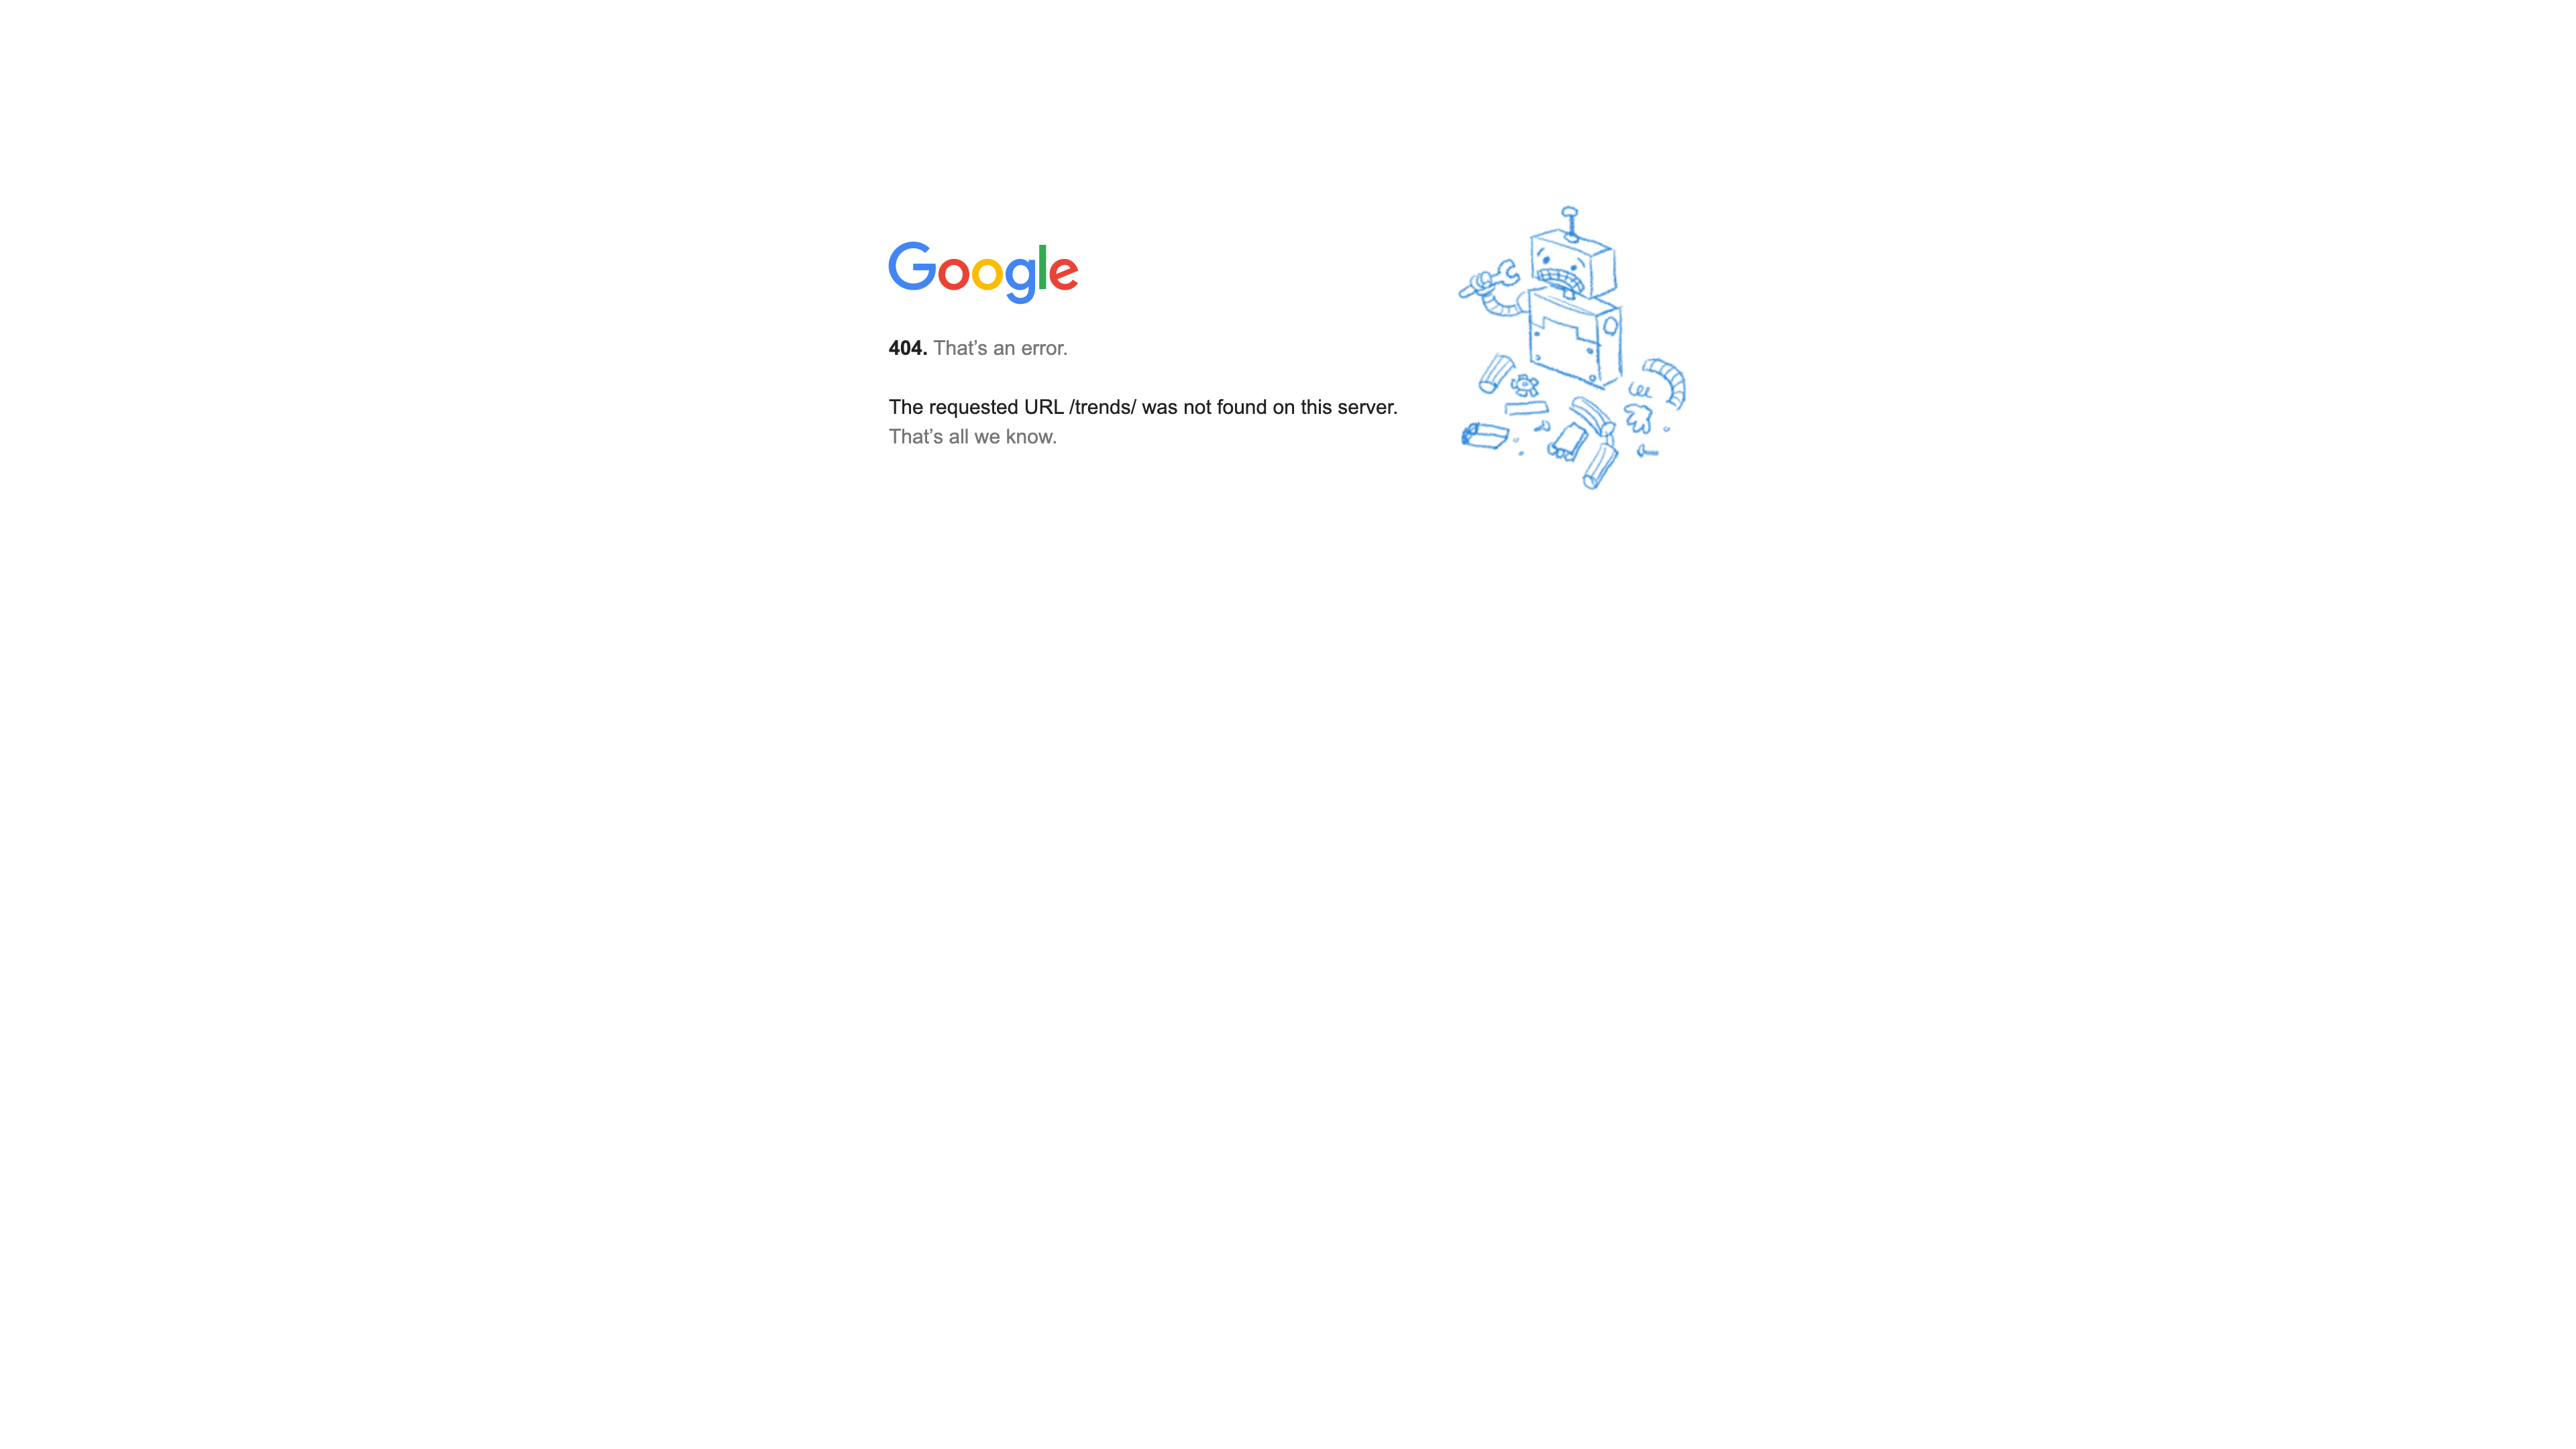 Google
404. That’s an error.
The requested URL /trends/ was not found on this server.
That’s all we know.